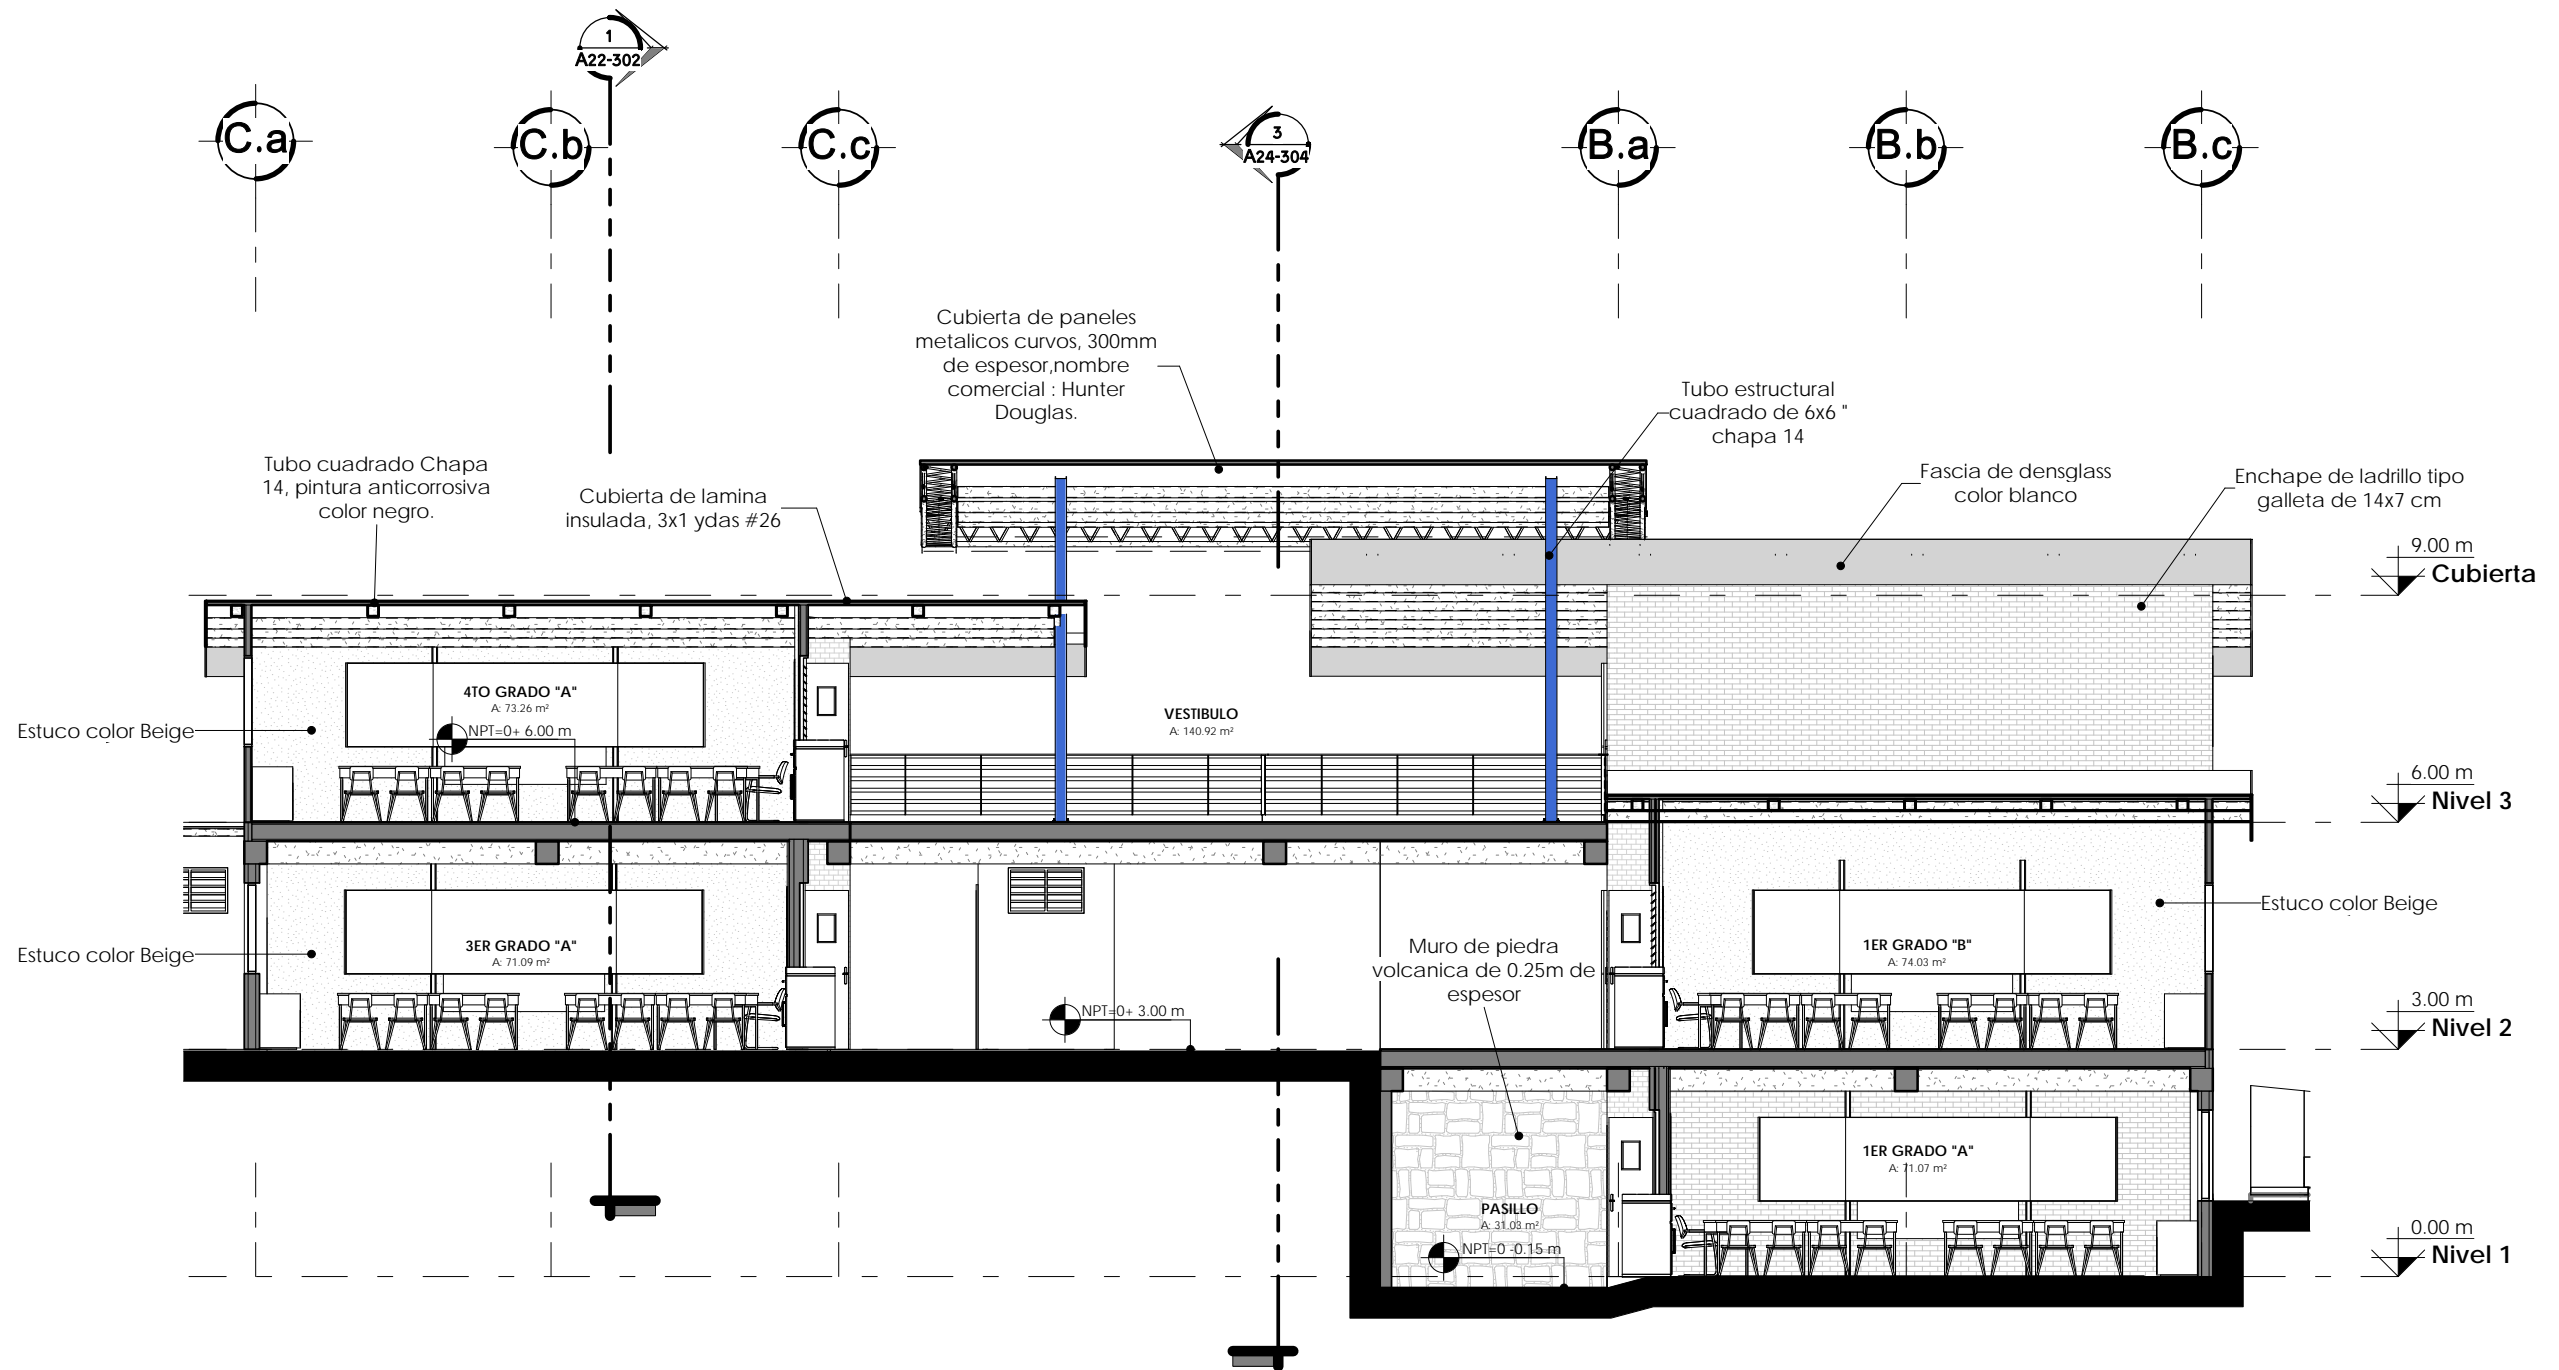 1
A22-302
C.a
C.b
C.c
3
A24-304
B.a
B.b
B.c
Cubierta de paneles
metalicos curvos, 300mm
de espesor,nombre
comercial : Hunter
Douglas.
Tubo estructural
cuadrado de 6x6 "
chapa 14
Tubo cuadrado Chapa
14, pintura anticorrosiva
color negro.
Cubierta de lamina
insulada, 3x1 ydas #26
Fascia de densglass
color blanco
Enchape de ladrillo tipo
galleta de 14x7 cm
9.00 m
Cubierta
4TO GRADO "A"
A: 73.26 m²
NPT=0+ 6.00 m
Estuco color Beige
VESTIBULO
A: 140.92 m²
6.00 m
Nivel 3
3ER GRADO "A"
A: 71.09 m²
Estuco color Beige
NPT=0+ 3.00 m
Muro de piedra
volcanica de 0.25m de
espesor
1ER GRADO "B"
A: 74.03 m²
Estuco color Beige
3.00 m
Nivel 2
1ER GRADO "A"
A: 71.07 m²
PASILLO
A: 31.03 m²
NPT=0 -0.15 m
0.00 m
Nivel 1